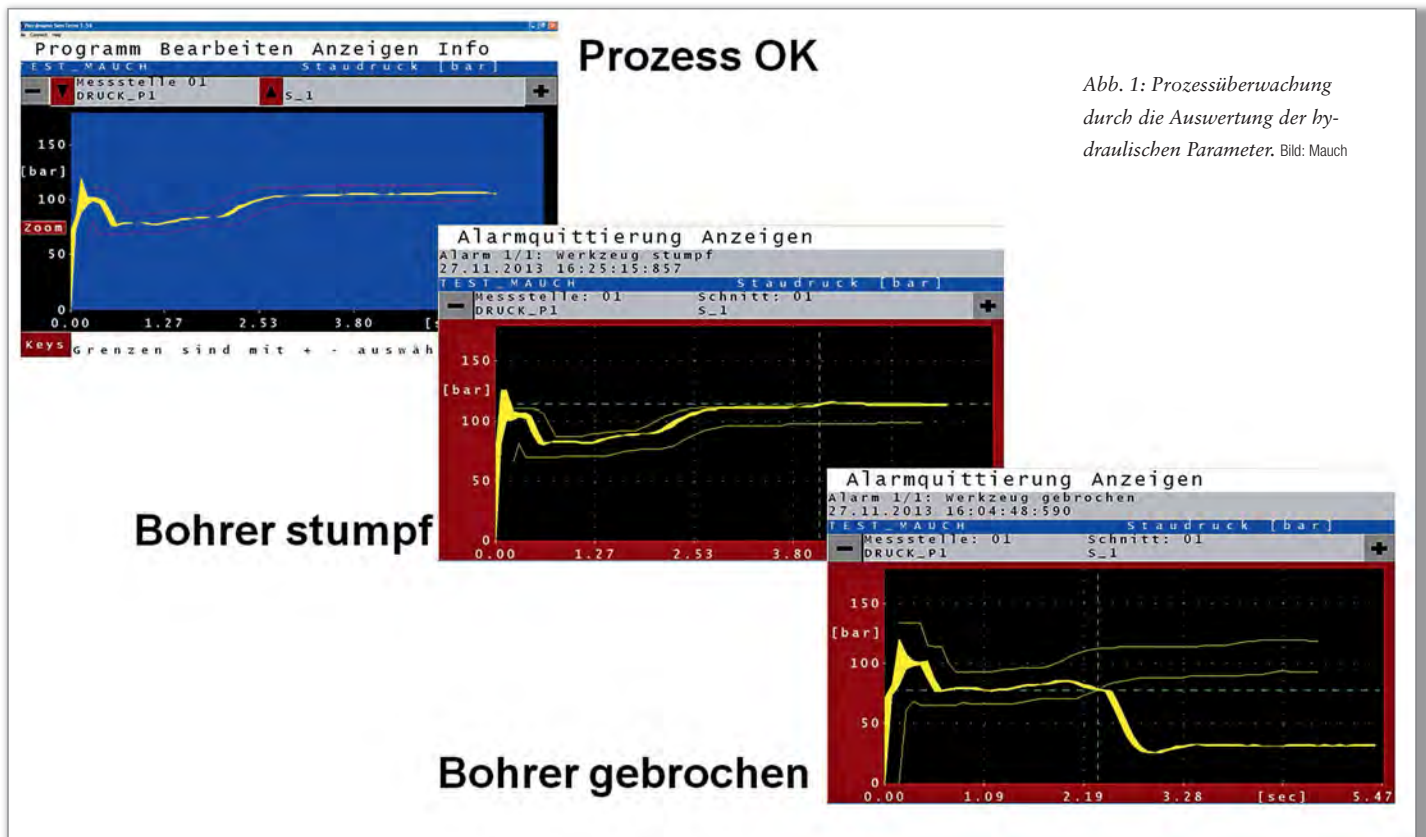 Nordmann SemTerm 1.54
Connect Help
Programm Bearbeiten Anzeigen Info
TEST_MAUCH Staudruck [bar]
Messstelle 01
DRUCK_P1 S_1
150
[bar]
100
Zoom
50
0
0.00 1.27 2.53 3.80 [s
Keys Grenzen sind mit + - auswäh
Prozess OK
Abb. 1: Prozessüberwachung
durch die Auswertung der hy-
draulischen Parameter. Bild: Mauch
Alarmquittierung Anzeigen
Alarm 1/1: Werkzeug stumpf
27.11.2013 16:25:15:857
TEST_MAUCH Staudruck [bar]
Messstelle: 01 Schnitt: 01
DRUCK_P1 S_1
150
[bar]
100
50
0
0.00 1.27 2.53 3.80
Bohrer stumpf
Alarmquittierung Anzeigen
Alarm 1/1: Werkzeug gebrochen
27.11.2013 16:04:48:590
TEST_MAUCH Staudruck [bar]
Messstelle: 01 Schnitt: 01
DRUCK_P1 S_1
150
[bar]
100
50
0
0.00 1.09 2.19 3.28 [sec] 5.47
Bohrer gebrochen